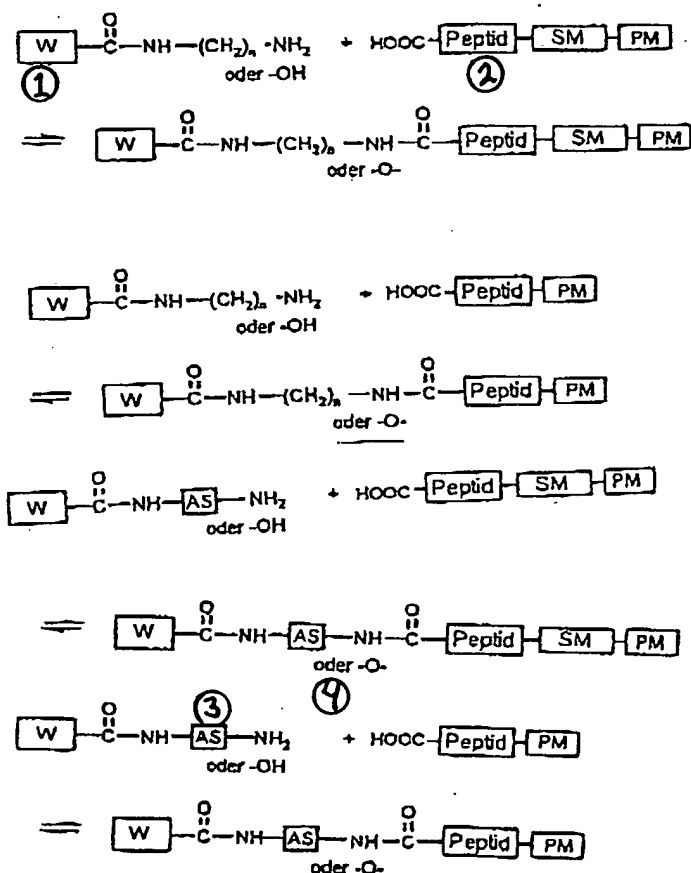 O
W -C-NH-(CH₂)ₙ-NH₂ + HOOC- Peptid - SM - PM
oder -OH
① ②
O O
⇌ W -C-NH-(CH₂)ₙ-NH-C- Peptid - SM - PM
oder -O-
O
W -C-NH-(CH₂)ₙ-NH₂ + HOOC- Peptid - PM
oder -OH
O O
⇌ W -C-NH-(CH₂)ₙ-NH-C- Peptid - PM
oder -O-
O
W -C-NH- AS -NH₂ + HOOC- Peptid - SM - PM
oder -OH
O O
⇌ W -C-NH- AS -NH-C- Peptid - SM - PM
oder -O-
③ ④
O
W -C-NH- AS -NH₂ + HOOC- Peptid - PM
oder -OH
O O
⇌ W -C-NH- AS -NH-C- Peptid - PM
oder -O-